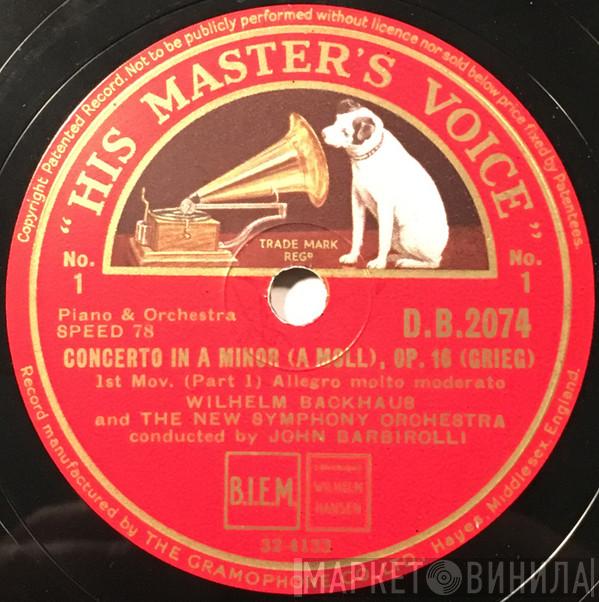 Copyright Patented Record. Not to be publicly performed without licence nor sold below price fixed by Patentees.
"HIS MASTER'S VOICE"
TRADE MARK
REGD
No.
1
No.
1
Piano & Orchestra
SPEED 78
D.B.2074
CONCERTO IN A MINOR (A MOLL), OP. 16 (GRIEG)
1st Mov. (Part 1) Allegro molto moderato
WILHELM BACKHAUS
and THE NEW SYMPHONY ORCHESTRA
conducted by JOHN BARBIROLLI
B.I.E.M.
WILHELM
HANSEN
32-4133
Record manufactured by THE GRAMOPHONE CO., LTD., Hayes, Middlesex, England.
МАРКЕТ ВИНИЛА